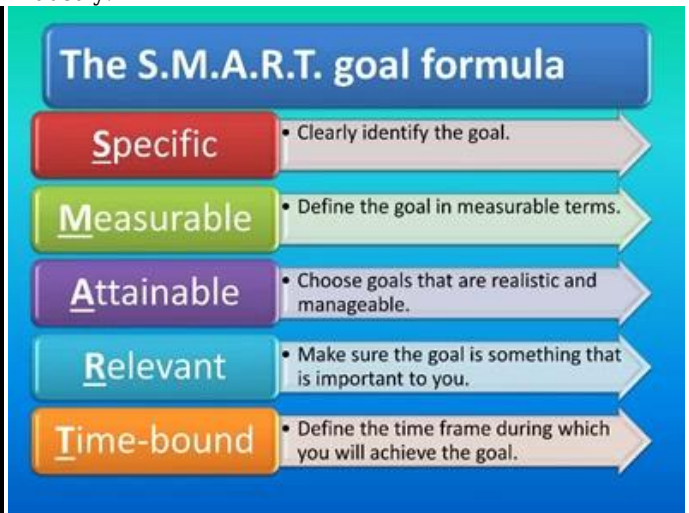 The S.M.A.R.T. goal formula
Specific
• Clearly identify the goal.
Measurable
• Define the goal in measurable terms.
Attainable
• Choose goals that are realistic and
manageable.
Relevant
• Make sure the goal is something that
is important to you.
Time-bound
• Define the time frame during which
you will achieve the goal.